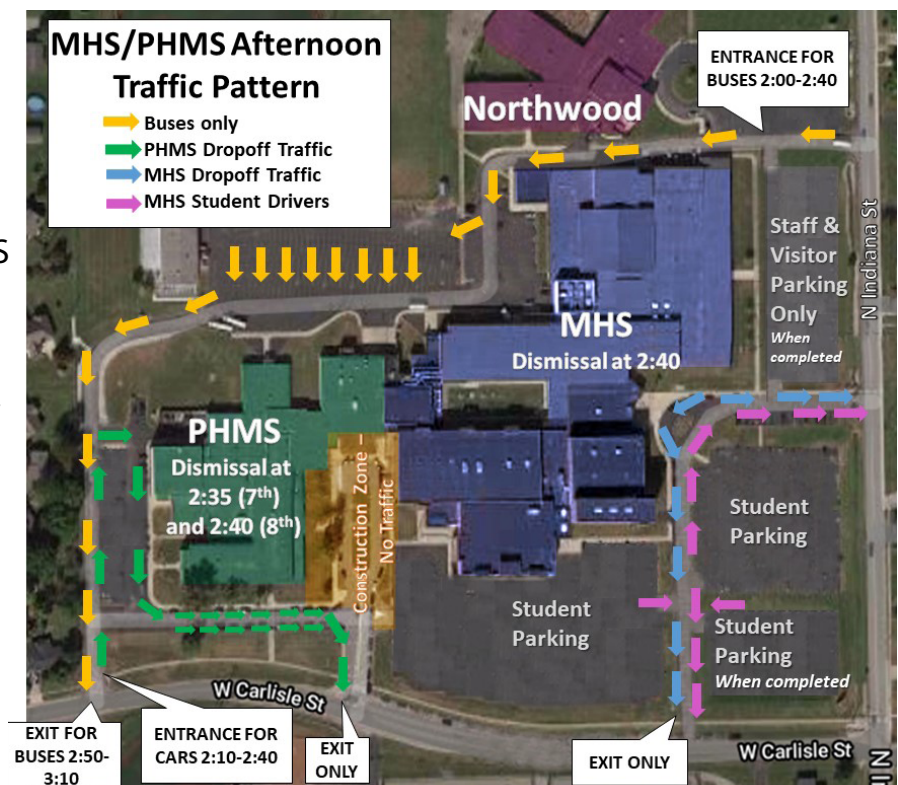 MHS/PHMS Afternoon
Traffic Pattern
Buses only
PHMS Dropoff Traffic
MHS Dropoff Traffic
MHS Student Drivers
Northwood
ENTRANCE FOR
BUSES 2:00-2:40
S
N Indiana St
Staff &
Visitor
Parking
Only
When
completed
MHS
Dismissal at 2:40
PHMS
Dismissal at
2:35 (7th)
and 2:40 (8th)
Construction Zone –
No Traffic
Student
Parking
Student
Parking
Student
Parking
When completed
W Carlisle St
EXIT FOR
BUSES 2:50-
3:10
ENTRANCE FOR
CARS 2:10-2:40
EXIT
ONLY
EXIT ONLY
W Carlisle St
N I